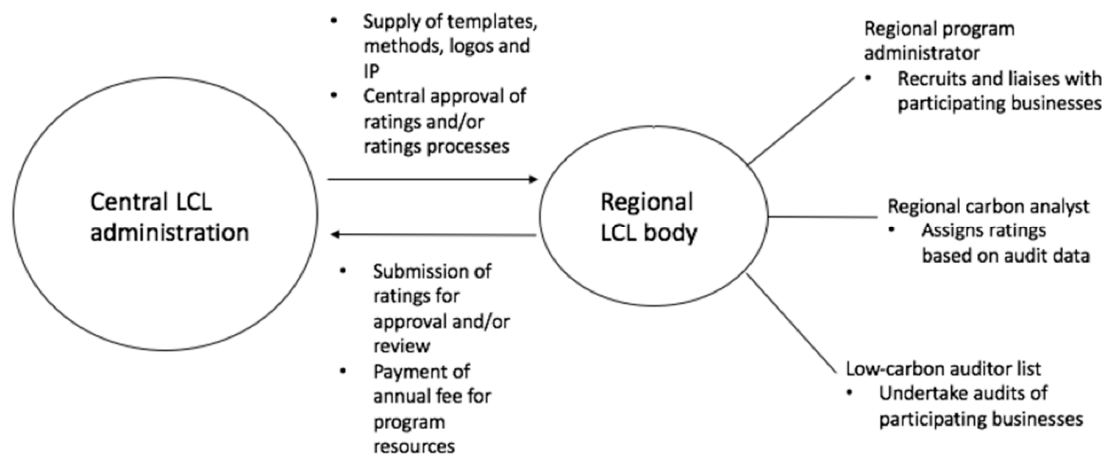 Central LCL
administration
• Supply of templates,
methods, logos and
IP
• Central approval of
ratings and/or
ratings processes
• Submission of
ratings for
approval and/or
review
• Payment of
annual fee for
program
resources
Regional
LCL body
Regional program
administrator
• Recruits and liaises with
participating businesses
Regional carbon analyst
• Assigns ratings
based on audit data
Low-carbon auditor list
• Undertake audits of
participating businesses